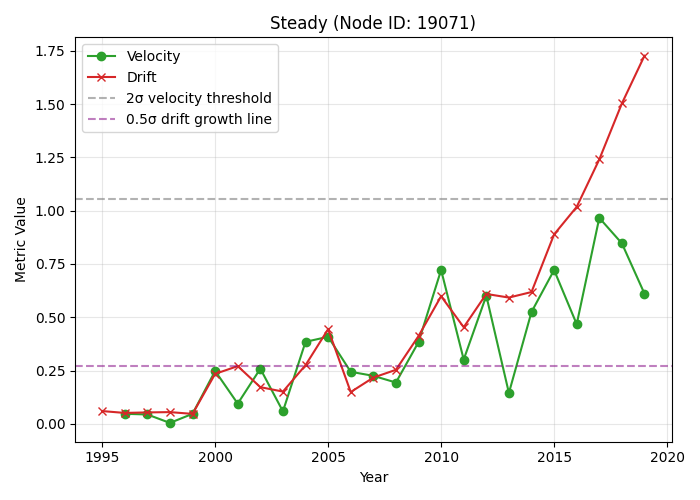 Steady (Node ID: 19071)
Velocity
Drift
2σ velocity threshold
0.5σ drift growth line
Metric Value
1.75
1.50
1.25
1.00
0.75
0.50
0.25
0.00
1995 2000 2005 2010 2015 2020
Year